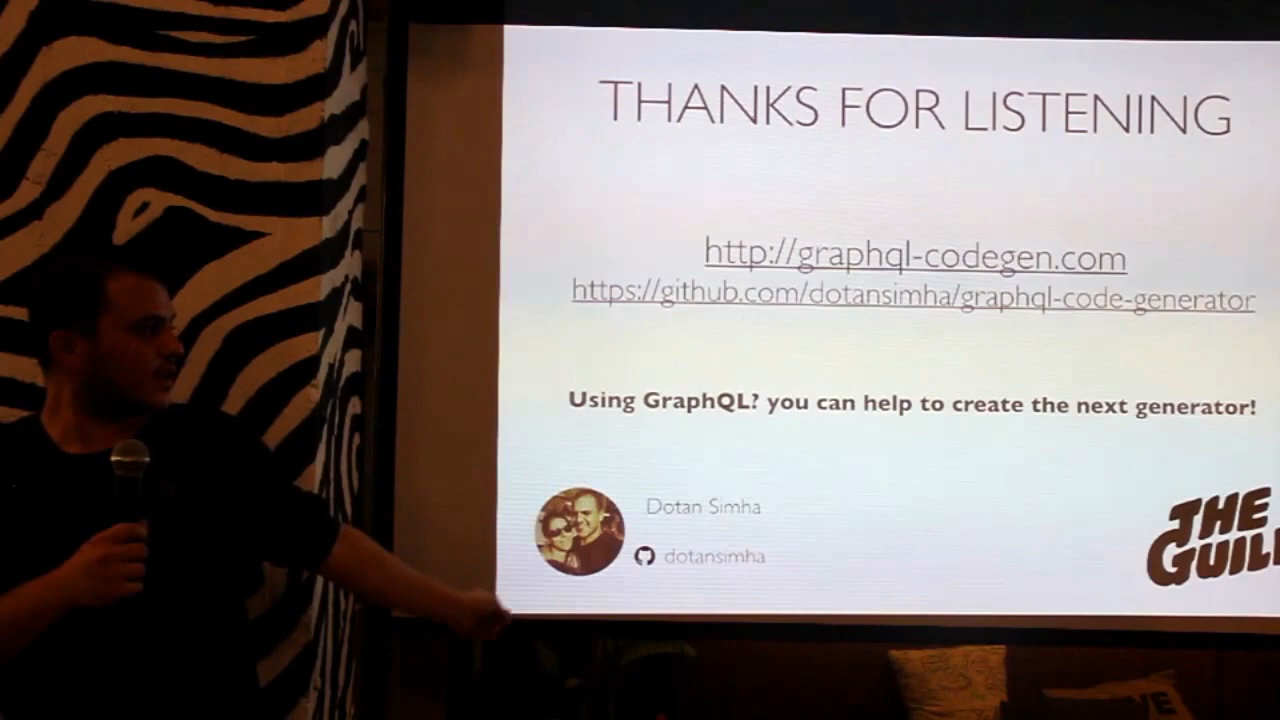 THANKS FOR LISTENING
http://graphql-codegen.com
https://github.com/dotansimha/graphql-code-generator
Using GraphQL? you can help to create the next generator!
Dotan Simha
dotansimha
THE
GUIL